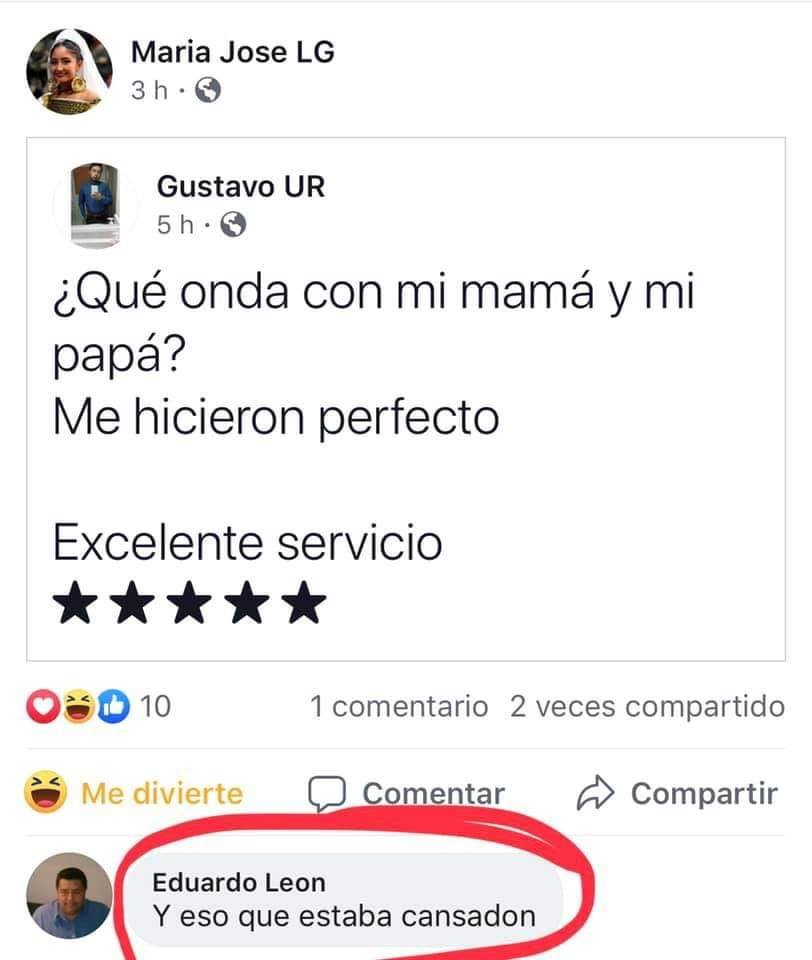 Maria Jose LG
3 h ·
Gustavo UR
5 h ·
¿Qué onda con mi mamá y mi
papá?
Me hicieron perfecto
Excelente servicio
★★★★★
10 1 comentario 2 veces compartido
Me divierte Comentar Compartir
Eduardo Leon
Y eso que estaba cansadon